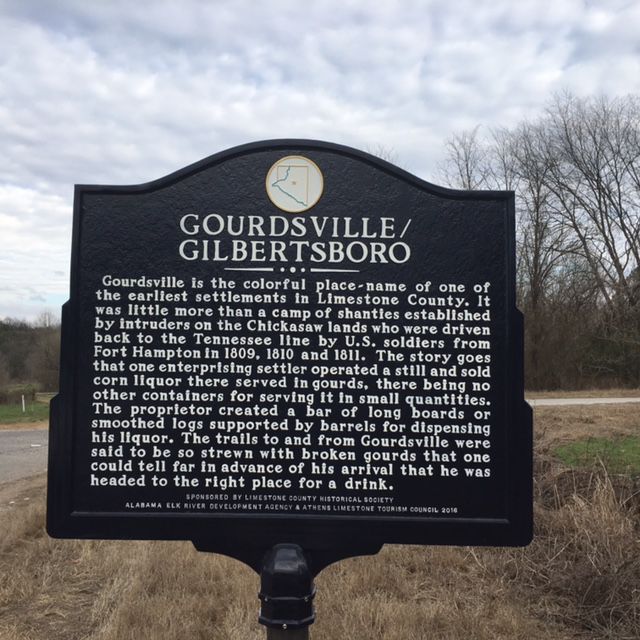 GOURDSVILLE/
GILBERTSBORO
Gourdsville is the colorful place-name of one of
the earliest settlements in Limestone County. It
was little more than a camp of shanties established
by intruders on the Chickasaw lands who were driven
back to the Tennessee line by U.S. soldiers from
Fort Hampton in 1809, 1810 and 1811. The story goes
that one enterprising settler operated a still and sold
corn liquor there served in gourds, there being no
other containers for serving it in small quantities.
The proprietor created a bar of long boards or
smoothed logs supported by barrels for dispensing
his liquor. The trails to and from Gourdsville were
said to be so strewn with broken gourds that one
could tell far in advance of his arrival that he was
headed to the right place for a drink.
SPONSORED BY LIMESTONE COUNTY HISTORICAL SOCIETY
ALABAMA ELK RIVER DEVELOPMENT AGENCY & ATHENS LIMESTONE TOURISM COUNCIL 2016